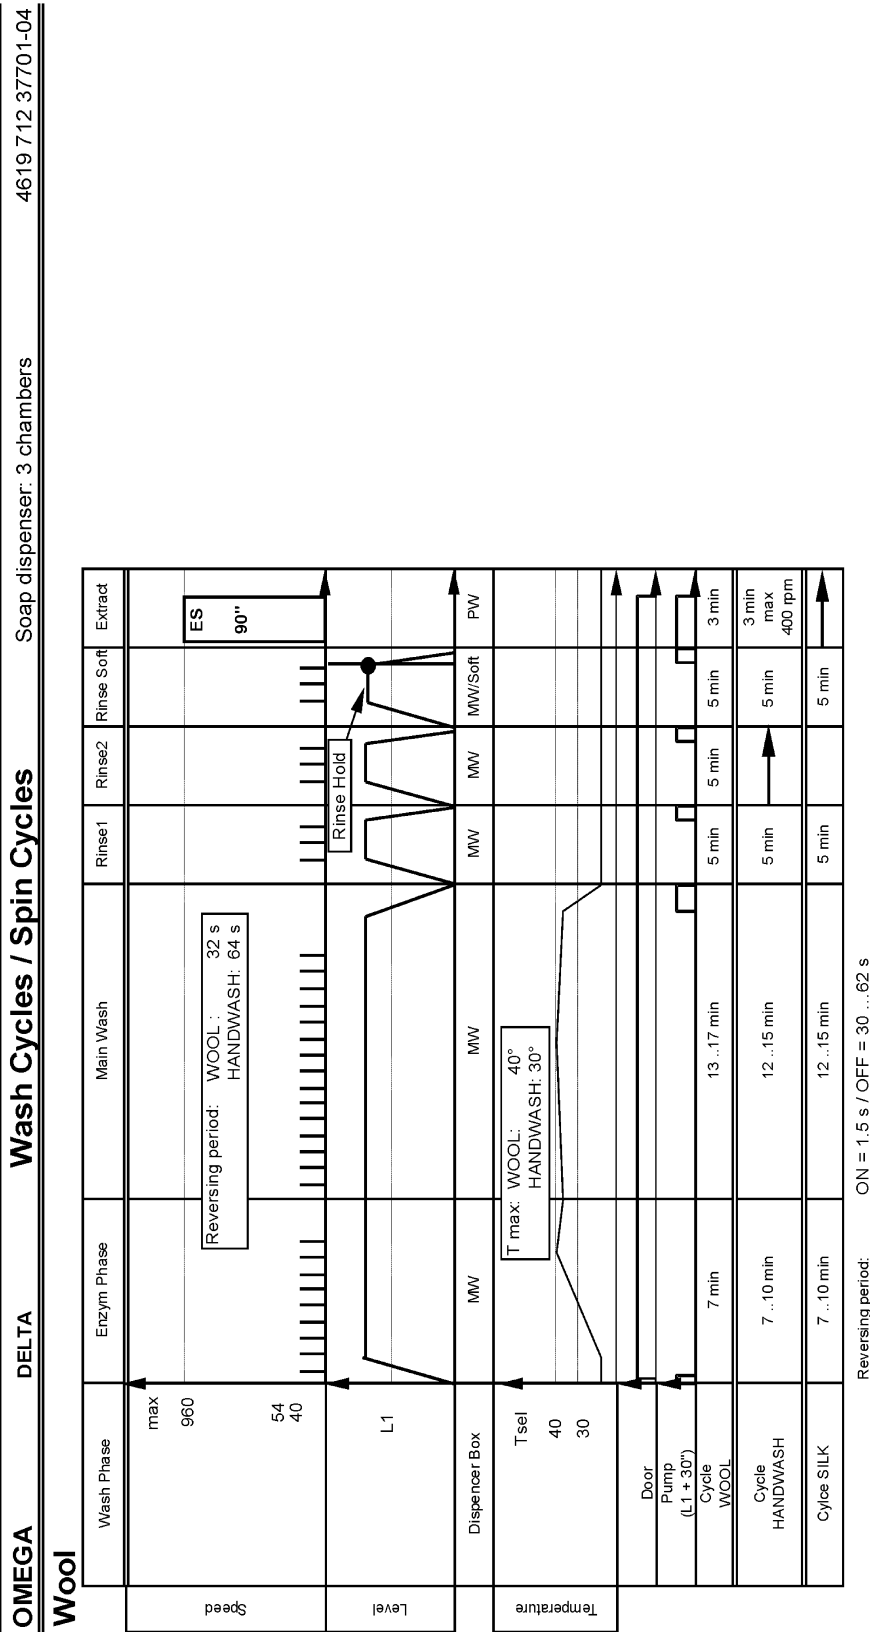 OMEGA DELTA Wash Cycles / Spin Cycles Soap dispenser: 3 chambers 4619 712 37701-04
Wool
Wash Phase Enzym Phase Main Wash Rinse1 Rinse2 Rinse Soft Extract
Speed
max
960
54
40
Reversing period: WOOL : 32 s
HANDWASH: 64 s
ES
90"
Level
L1
Rinse Hold
Dispencer Box MW MW MW MW MW/Soft PW
Temperature
Tsel
40
30
T max: WOOL: 40°
HANDWASH: 30°
Door
Pump
(L1 + 30")
Cycle
WOOL
7 min 13 ..17 min 5 min 5 min 5 min 3 min
Cycle
HANDWASH
7 ..10 min 12 ..15 min 5 min 5 min
3 min
max
400 rpm
Cylce SILK 7 ..10 min 12 ..15 min 5 min 5 min
Reversing period: ON = 1.5 s / OFF = 30 ...62 s